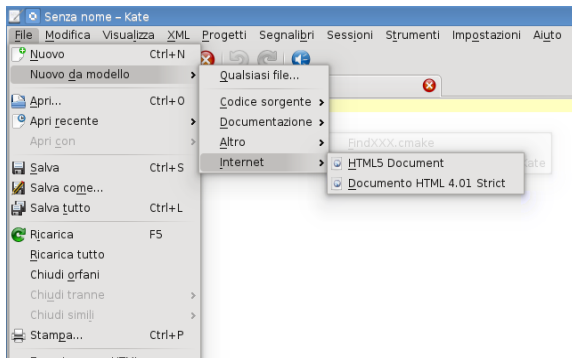 Senza nome – Kate
File Modifica Visualizza XML Progetti Segnalibri Sessioni Strumenti Impostazioni Aiuto
Nuovo Ctrl+N
Nuovo da modello
Qualsiasi file...
Apri... Ctrl+O
Codice sorgente
Apri recente
Documentazione
Apri con
Altro
FindXXX.cmake
Salva Ctrl+S
Internet
HTML5 Document
Salva come...
Documento HTML 4.01 Strict
Salva tutto Ctrl+L
Ricarica F5
Ricarica tutto
Chiudi orfani
Chiudi tranne
Chiudi simili
Stampa... Ctrl+P